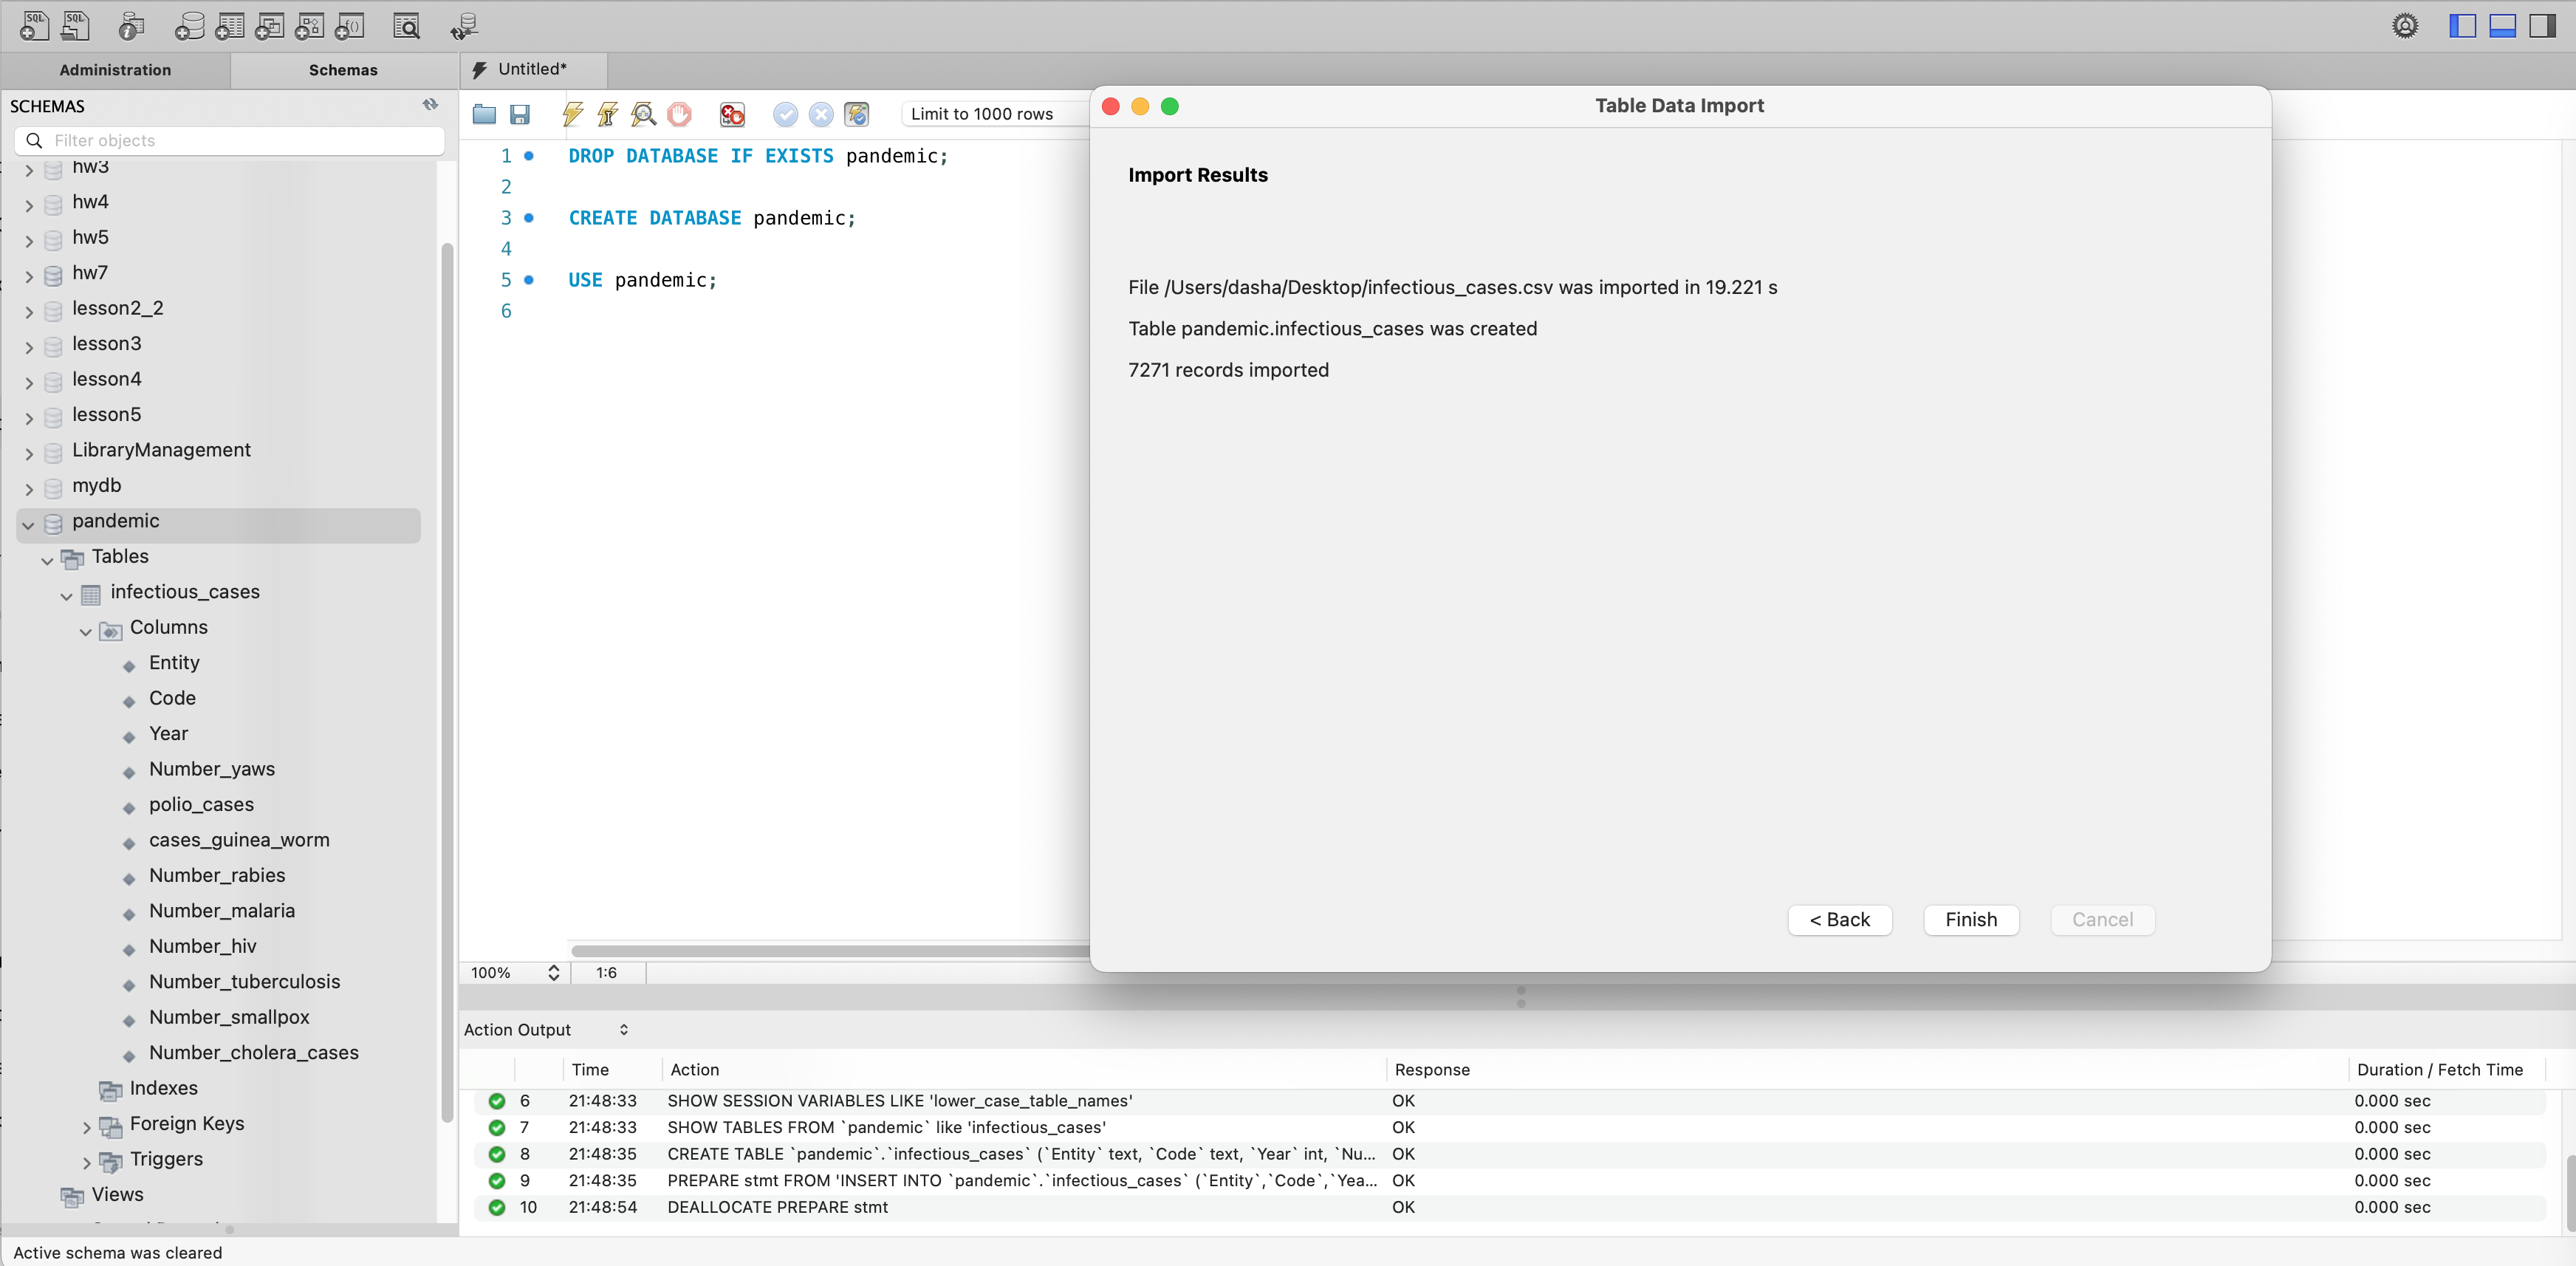 Administration
Schemas
Untitled*
SCHEMAS
Filter objects
hw3
hw4
hw5
hw7
lesson2_2
lesson3
lesson4
lesson5
LibraryManagement
mydb
pandemic
Tables
infectious_cases
Columns
Entity
Code
Year
Number_yaws
polio_cases
cases_guinea_worm
Number_rabies
Number_malaria
Number_hiv
Number_tuberculosis
Number_smallpox
Number_cholera_cases
Indexes
Foreign Keys
Triggers
Views
Active schema was cleared
Limit to 1000 rows
1 DROP DATABASE IF EXISTS pandemic;
2
3 CREATE DATABASE pandemic;
4
5 USE pandemic;
6
100% 1:6
Table Data Import
Import Results
File /Users/dasha/Desktop/infectious_cases.csv was imported in 19.221 s
Table pandemic.infectious_cases was created
7271 records imported
< Back Finish Cancel
Action Output
Time Action Response Duration / Fetch Time
6 21:48:33 SHOW SESSION VARIABLES LIKE 'lower_case_table_names' OK 0.000 sec
7 21:48:33 SHOW TABLES FROM `pandemic` like 'infectious_cases' OK 0.000 sec
8 21:48:35 CREATE TABLE `pandemic`.`infectious_cases` (`Entity` text, `Code` text, `Year` int, `Nu... OK 0.000 sec
9 21:48:35 PREPARE stmt FROM 'INSERT INTO `pandemic`.`infectious_cases` (`Entity`,`Code`,`Yea... OK 0.000 sec
10 21:48:54 DEALLOCATE PREPARE stmt OK 0.000 sec